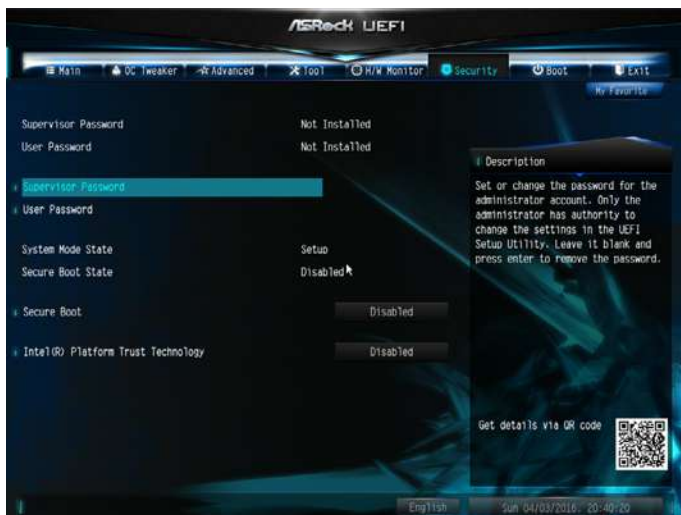 ASRock UEFI
Main OC Tweaker Advanced Tool H/W Monitor Security Boot Exit
My Favorite
Supervisor Password Not Installed
User Password Not Installed
Description
Supervisor Password
User Password
Set or change the password for the
administrator account. Only the
administrator has authority to
change the settings in the UEFI
Setup Utility. Leave it blank and
press enter to remove the password.
System Mode State Setup
Secure Boot State Disabled
Secure Boot Disabled
Intel(R) Platform Trust Technology Disabled
Get details via QR code
English Sun 04/03/2016, 20:40:20